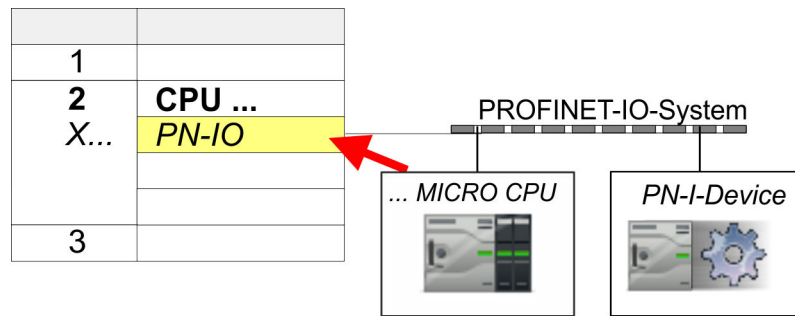 1
2 CPU ...
X... PN-IO
3
PROFINET-IO-System
... MICRO CPU
PN-I-Device